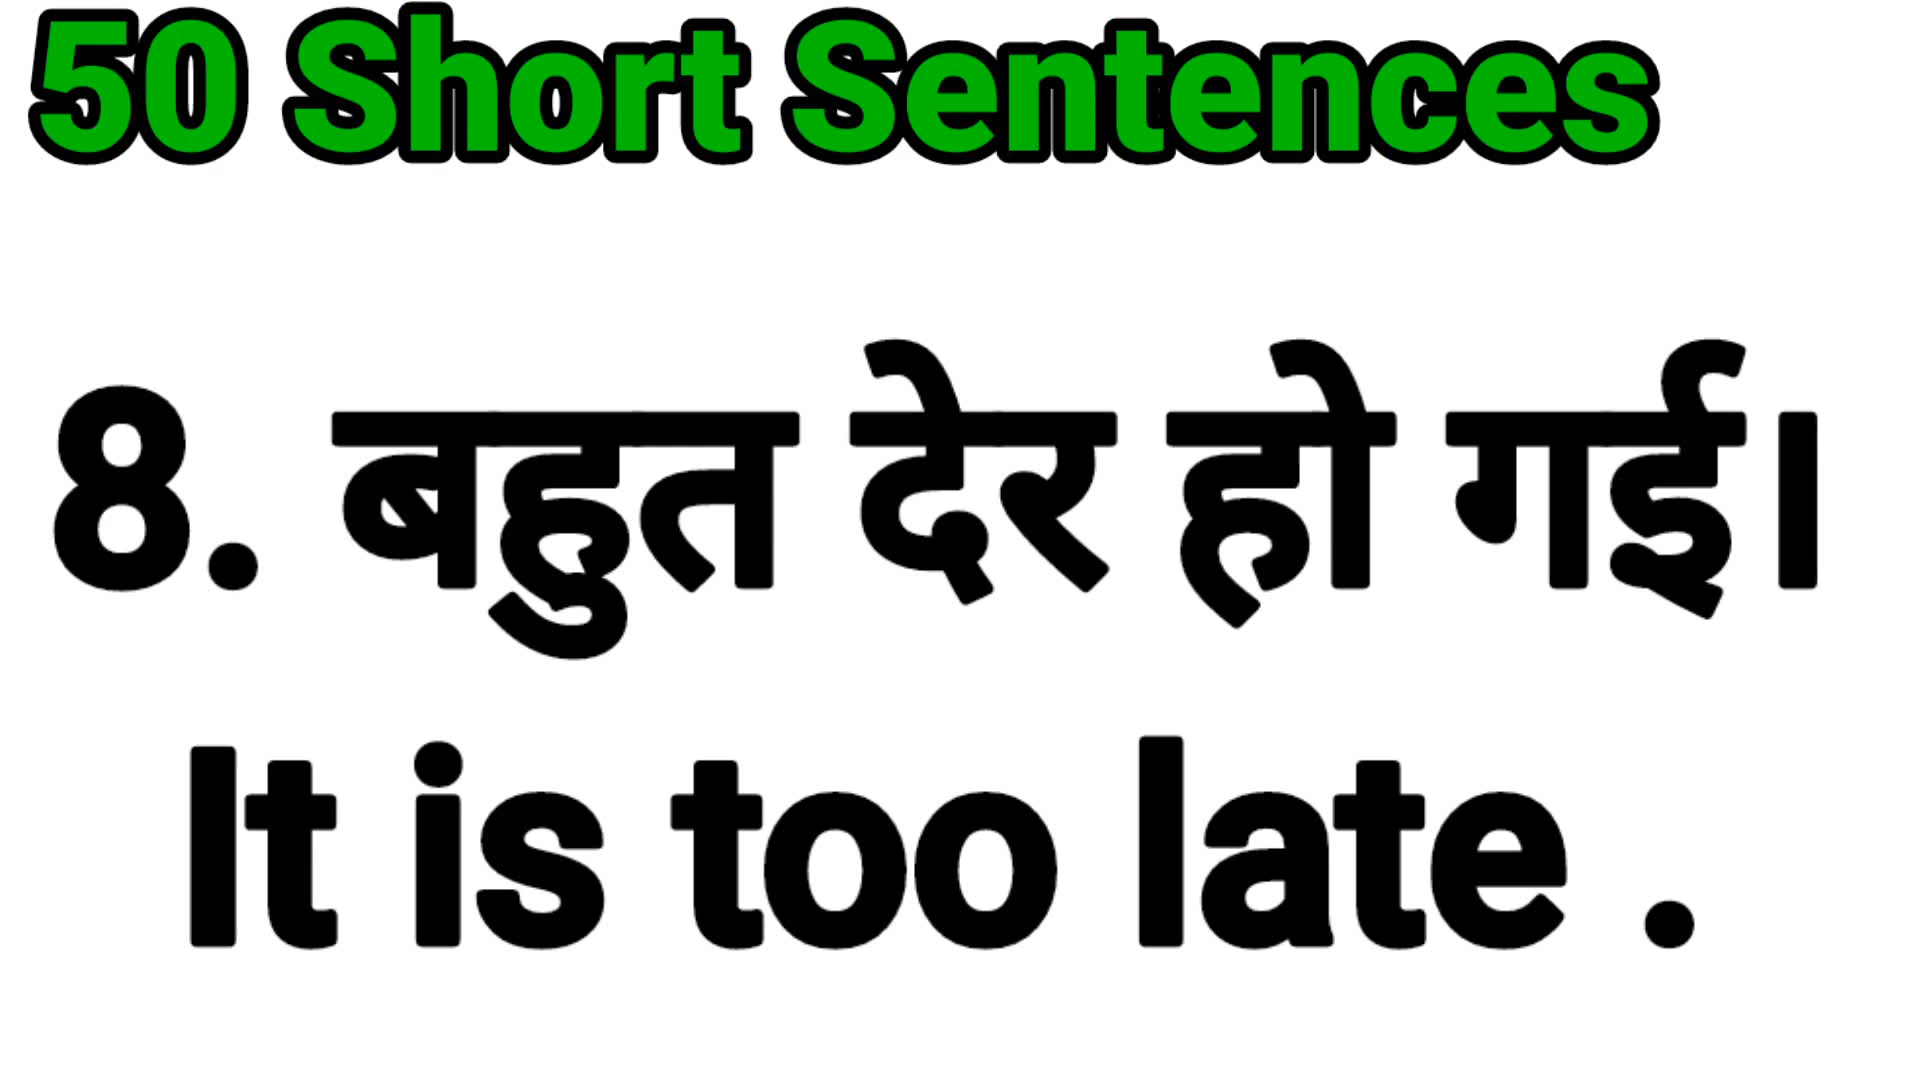 50 Short Sentences
8. बहुत देर हो गई।
It is too late .